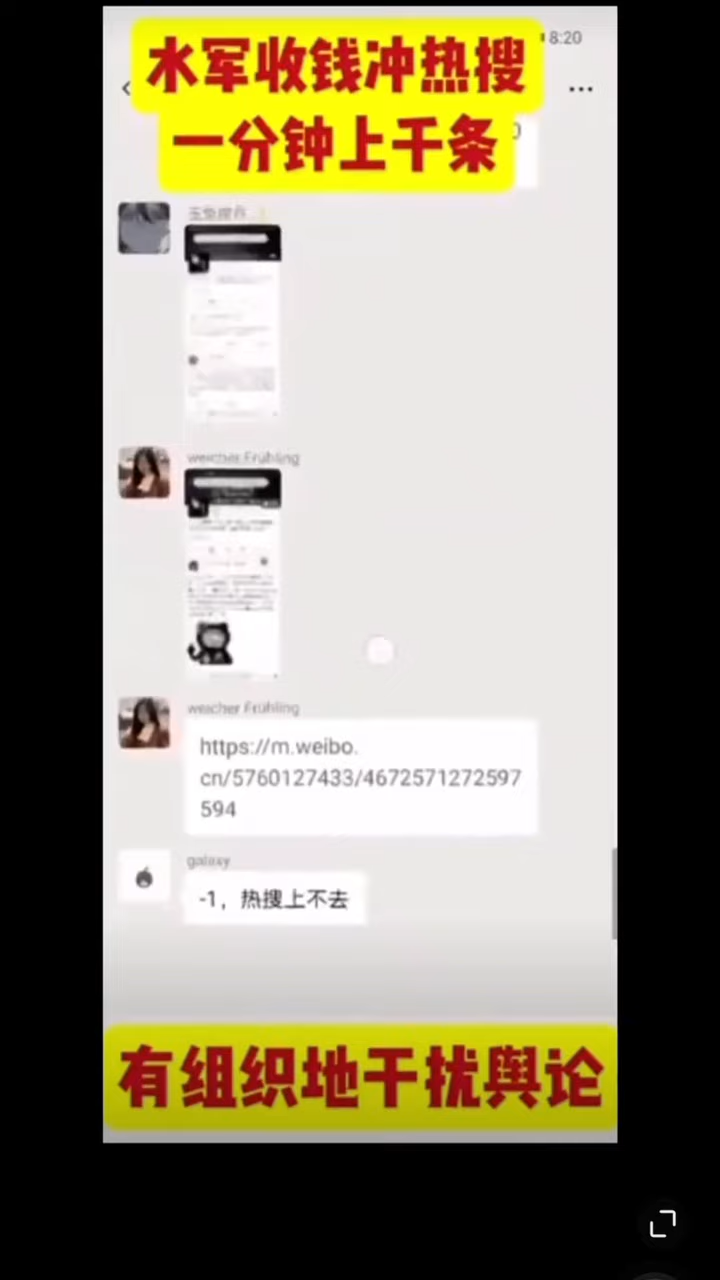 8:20
水军收钱冲热搜
一分钟上千条
weicher.Frühling
weicher Frühling
https://m.weibo.
cn/5760127433/4672571272597
594
galaxy
-1，热搜上不去
有组织地干扰舆论